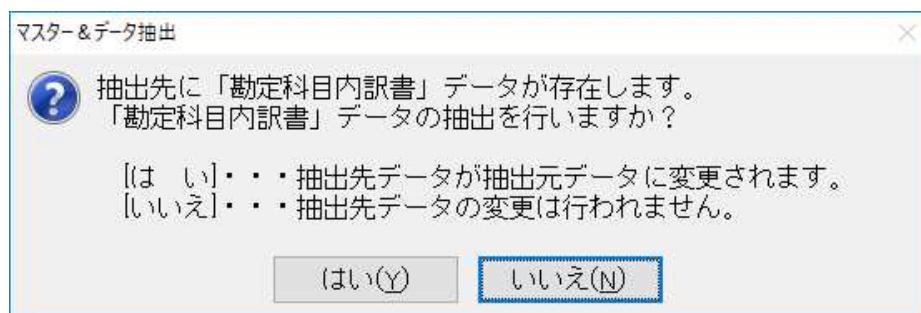 マスター＆データ抽出
抽出先に「勘定科目内訳書」データが存在します。
「勘定科目内訳書」データの抽出を行いますか？
[は　い]・・・抽出先データが抽出元データに変更されます。
[いいえ]・・・抽出先データの変更は行われません。
はい(Y)
いいえ(N)